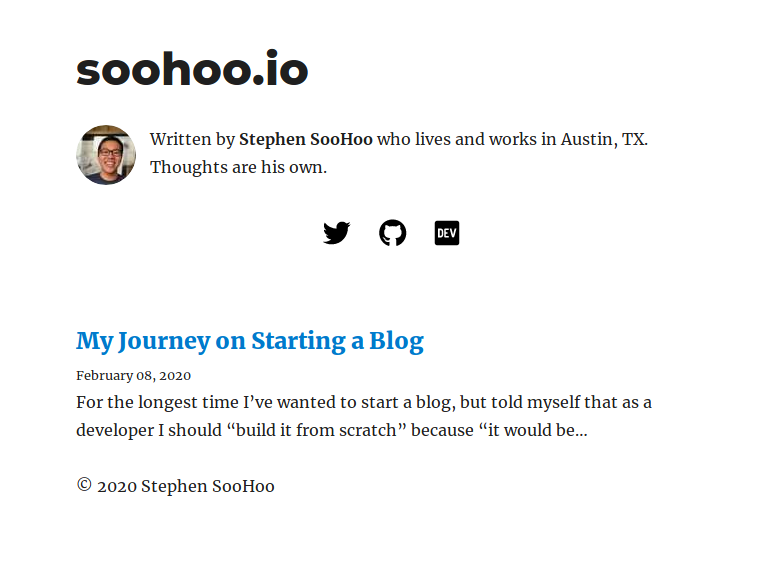 soohoo.io
Written by Stephen SooHoo who lives and works in Austin, TX.
Thoughts are his own.
DEV
My Journey on Starting a Blog
February 08, 2020
For the longest time I’ve wanted to start a blog, but told myself that as a
developer I should “build it from scratch” because “it would be…
© 2020 Stephen SooHoo